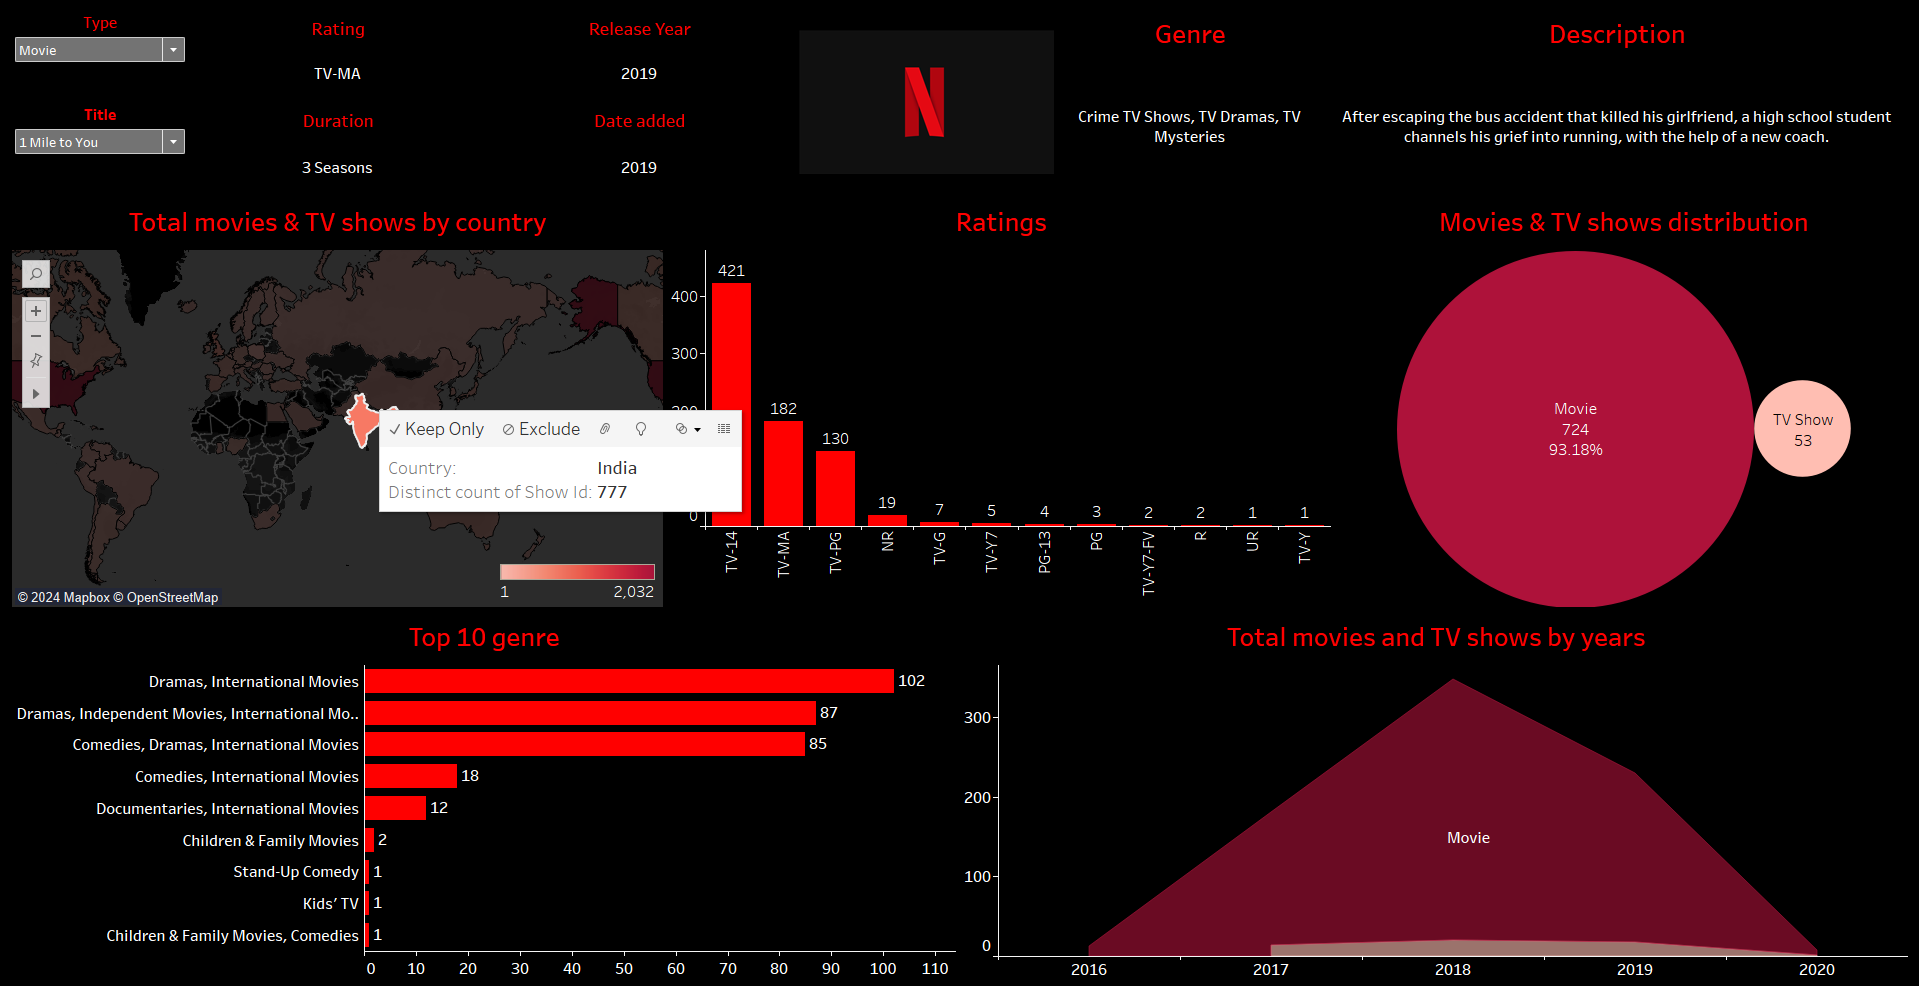 Type
Movie
Title
1 Mile to You
Rating
TV-MA
Duration
3 Seasons
Release Year
2019
Date added
2019
N
Genre
Crime TV Shows, TV Dramas, TV
Mysteries
Description
After escaping the bus accident that killed his girlfriend, a high school student
channels his grief into running, with the help of a new coach.
Total movies & TV shows by country
Keep Only
Exclude
Country: India
Distinct count of Show Id: 777
1
2,032
© 2024 Mapbox © OpenStreetMap
Ratings
400
300
0
421
182
130
19
7
5
4
3
2
2
1
1
TV-14
TV-MA
TV-PG
NR
TV-G
TV-Y7
PG-13
PG
TV-Y7-FV
R
UR
TV-Y
Movies & TV shows distribution
Movie
724
93.18%
TV Show
53
Top 10 genre
Dramas, International Movies 102
Dramas, Independent Movies, International Mo.. 87
Comedies, Dramas, International Movies 85
Comedies, International Movies 18
Documentaries, International Movies 12
Children & Family Movies 2
Stand-Up Comedy 1
Kids' TV 1
Children & Family Movies, Comedies 1
0 10 20 30 40 50 60 70 80 90 100 110
Total movies and TV shows by years
300
200
100
0
Movie
2016 2017 2018 2019 2020